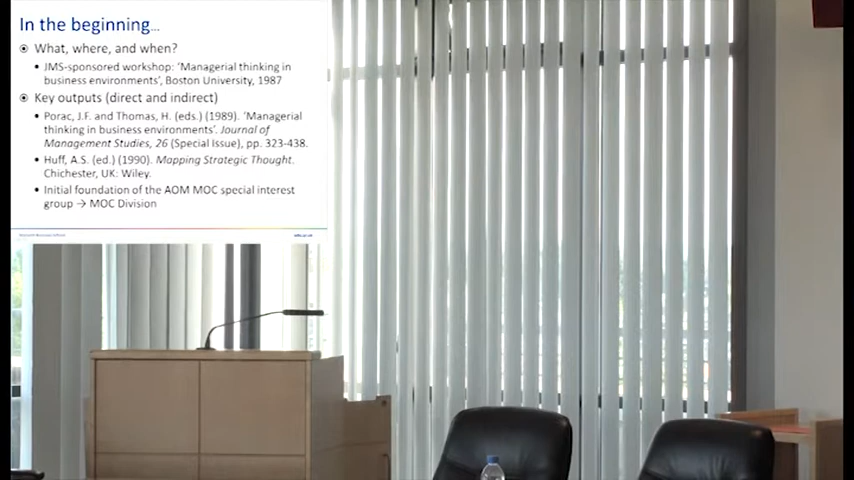 In the beginning...
What, where, and when?
JMS-sponsored workshop: ‘Managerial thinking in
business environments’, Boston University, 1987
Key outputs (direct and indirect)
Porac, J.F. and Thomas, H. (eds.) (1989). ‘Managerial
thinking in business environments’. Journal of
Management Studies, 26 (Special Issue), pp. 323-438.
Huff, A.S. (ed.) (1990). Mapping Strategic Thought.
Chichester, UK: Wiley.
Initial foundation of the AOM MOC special interest
group → MOC Division